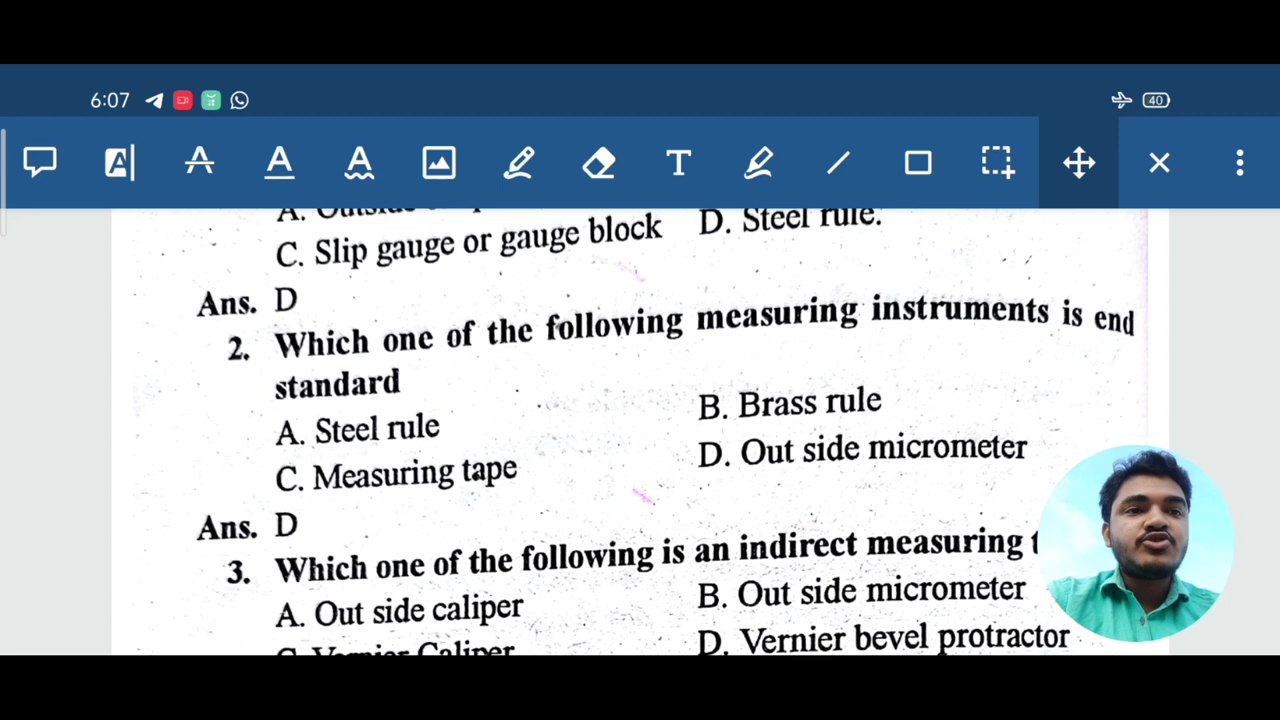 6:07
40
A
A
A
A
T
C. Slip gauge or gauge block D. Steel rule.
Ans. D
2. Which one of the following measuring instruments is end
standard
A. Steel rule B. Brass rule
C. Measuring tape D. Out side micrometer
Ans. D
3. Which one of the following is an indirect measuring t
A. Out side caliper B. Out side micrometer
C. Vernier Caliper D. Vernier bevel protractor